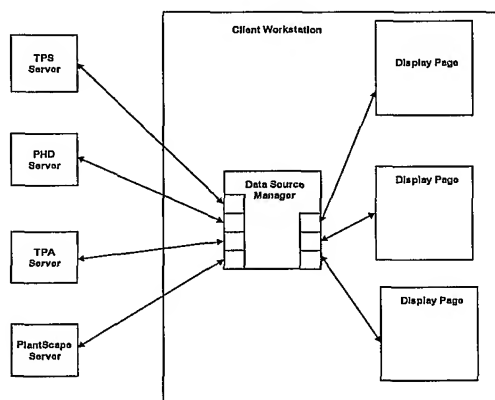 Client Workstation
TPS
Server
PHD
Server
TPA
Server
PlantScape
Server
Data Source
Manager
Display Page
Display Page
Display Page